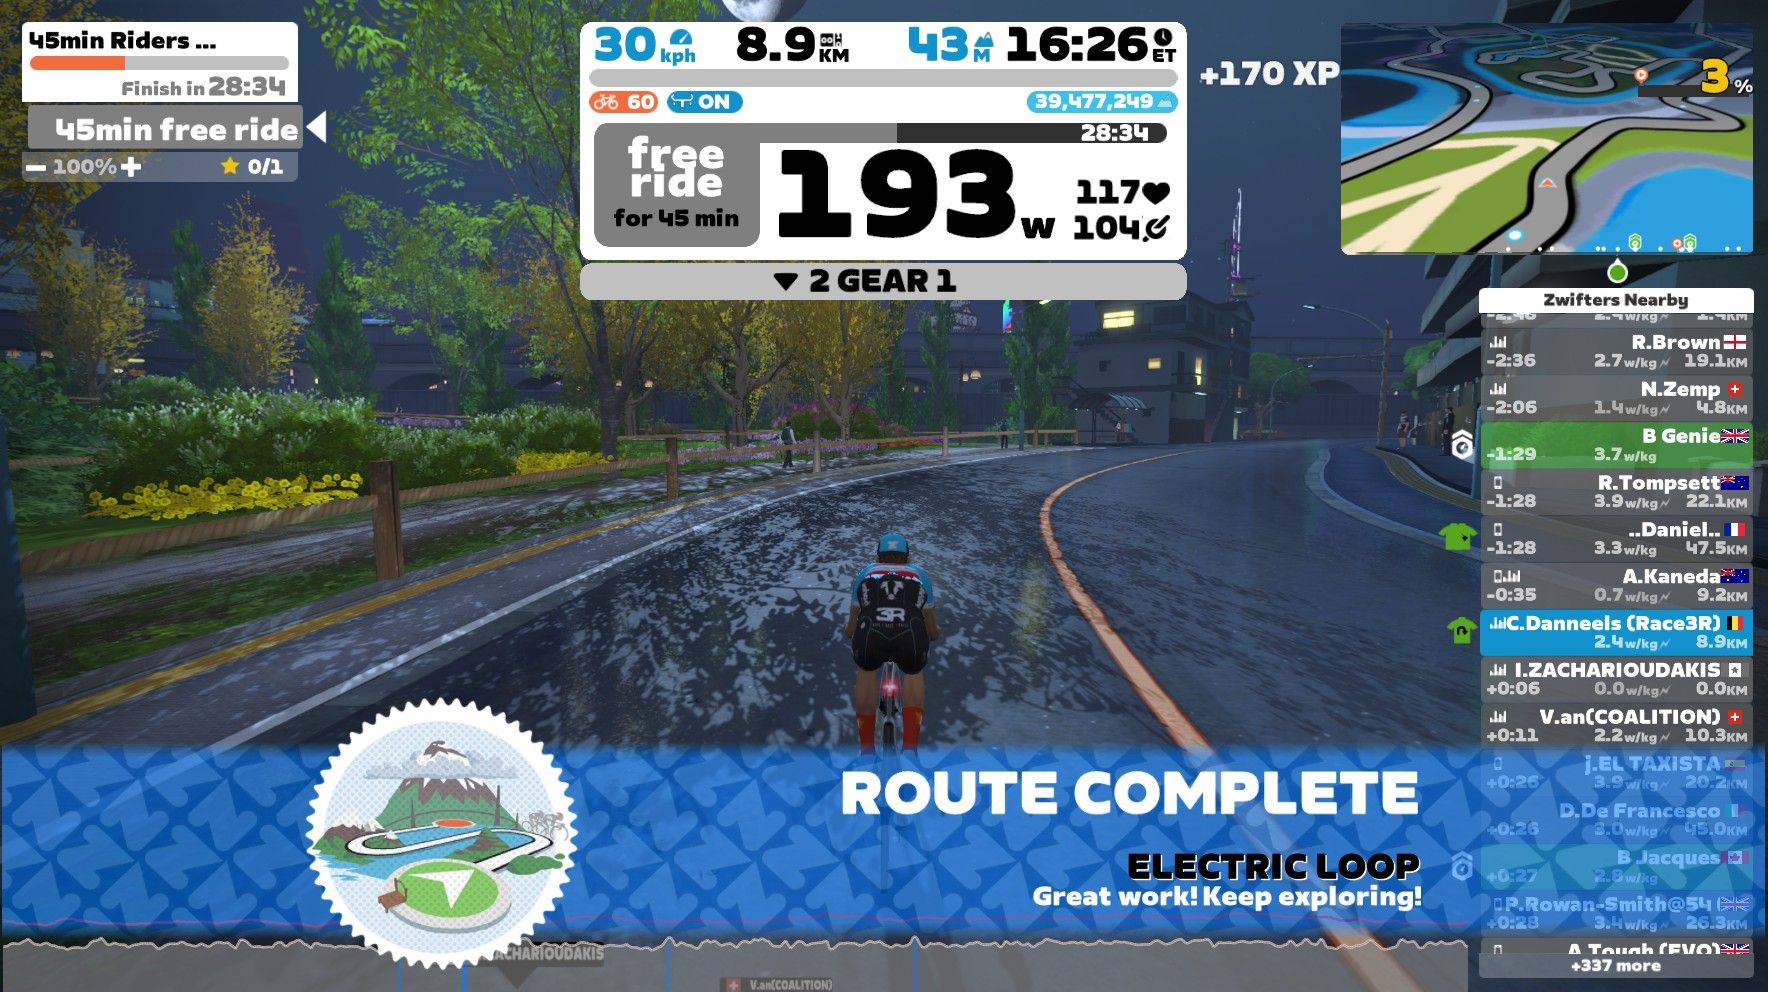 45min Riders ...
Finish in 28:34
45min free ride
100%
0/1
30 kph 8.9 KM 43 M 16:26 ET
60 ON 39,477,249
28:34
free ride
for 45 min
193 w
117
104
2 GEAR 1
+170 XP
3 %
Zwifters Nearby
R.Brown
-2:36 2.7 w/kg 19.1KM
N.Zemp
-2:06 1.4 w/kg 4.8KM
B Genie
-1:29 3.7 w/kg
R.Tompsett
-1:28 3.9 w/kg 22.1KM
..Daniel..
-1:28 3.3 w/kg 47.5KM
A.Kaneda
-0:35 0.7 w/kg 9.2KM
C.Danneels (Race3R)
2.4 w/kg 8.9KM
I.ZACHARIOUDAKIS
+0:06 0.0 w/kg 0.0KM
V.an(COALITION)
+0:11 2.2 w/kg 10.3KM
j.EL TAXISTA
+0:26 3.9 w/kg 20.2KM
D.De Francesco
+0:26 3.0 w/kg 45.0KM
B Jacques
+0:27 2.8 w/kg
P.Rowan-Smith@54 (
+0:28 3.4 w/kg 26.3KM
A.Tough (EVO)
+337 more
3R
ROUTE COMPLETE
ELECTRIC LOOP
Great work! Keep exploring!
ACHARIOUDAKIS
V.an(COALITION)